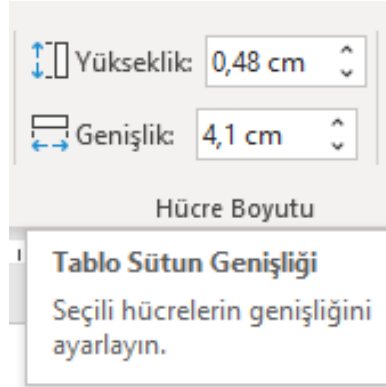 Yükseklik: 0,48 cm
Genişlik: 4,1 cm
Hücre Boyutu
Tablo Sütun Genişliği
Seçili hücrelerin genişliğini
ayarlayın.